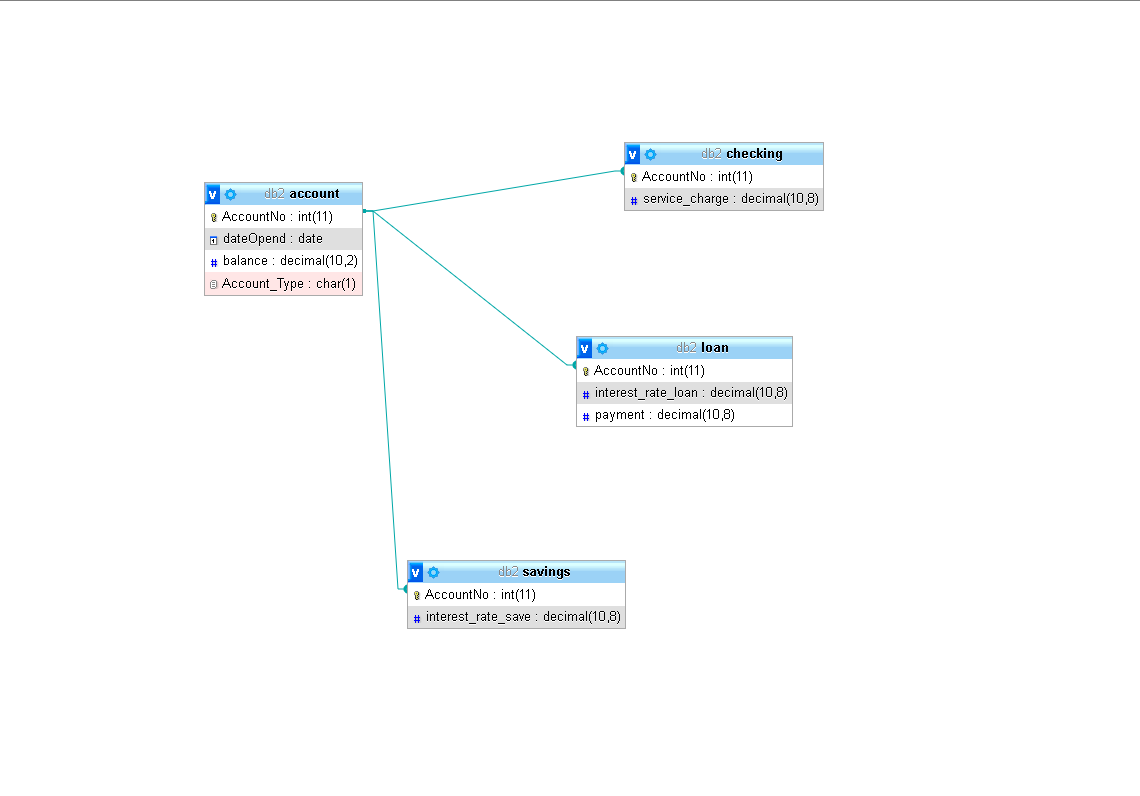 v db2 account
AccountNo : int(11)
dateOpend : date
balance : decimal(10,2)
Account_Type : char(1)
v db2 checking
AccountNo : int(11)
# service_charge : decimal(10,8)
v db2 loan
AccountNo : int(11)
# interest_rate_loan : decimal(10,8)
# payment : decimal(10,8)
v db2 savings
AccountNo : int(11)
# interest_rate_save : decimal(10,8)